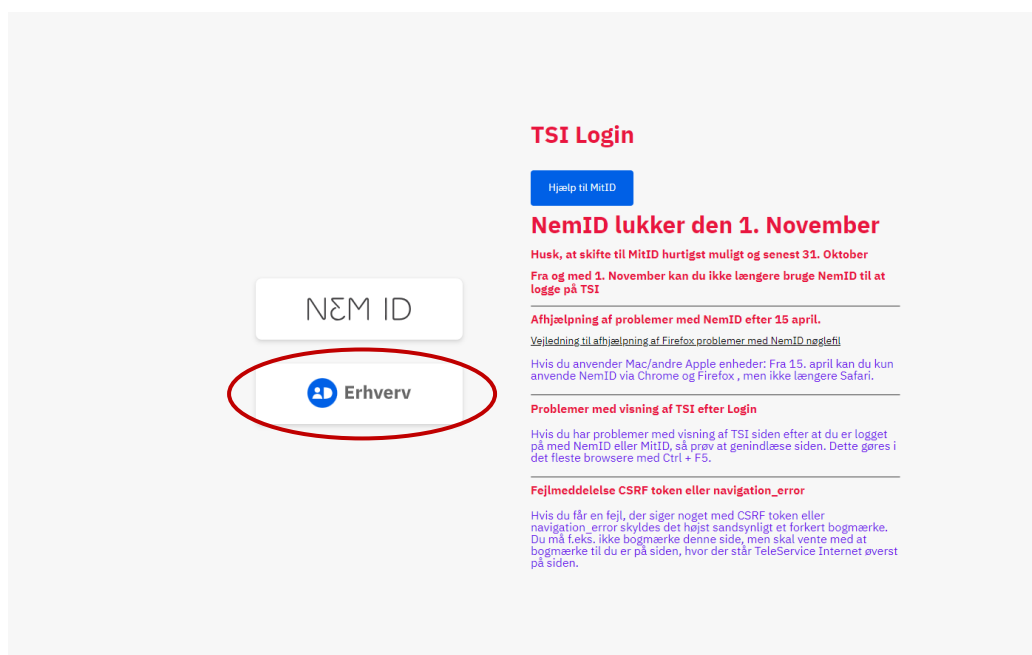 NEM ID
Erhverv
TSI Login
Hjælp til MitID
NemID lukker den 1. November
Husk, at skifte til MitID hurtigst muligt og senest 31. Oktober
Fra og med 1. November kan du ikke længere bruge NemID til at
logge på TSI
Afhjælpning af problemer med NemID efter 15 april.
Vejledning til afhjælpning af Firefox problemer med NemID nøglefil
Hvis du anvender Mac/andre Apple enheder: Fra 15. april kan du kun
anvende NemID via Chrome og Firefox , men ikke længere Safari.
Problemer med visning af TSI efter Login
Hvis du har problemer med visning af TSI siden efter at du er logget
på med NemID eller MitID, så prøv at genindlæse siden. Dette gøres i
det fleste browsere med Ctrl + F5.
Fejlmeddelelse CSRF token eller navigation_error
Hvis du får en fejl, der siger noget med CSRF token eller
navigation_error skyldes det højst sandsynligt et forkert bogmærke.
Du må f.eks. ikke bogmærke denne side, men skal vente med at
bogmærke til du er på siden, hvor der står TeleService Internet øverst
på siden.